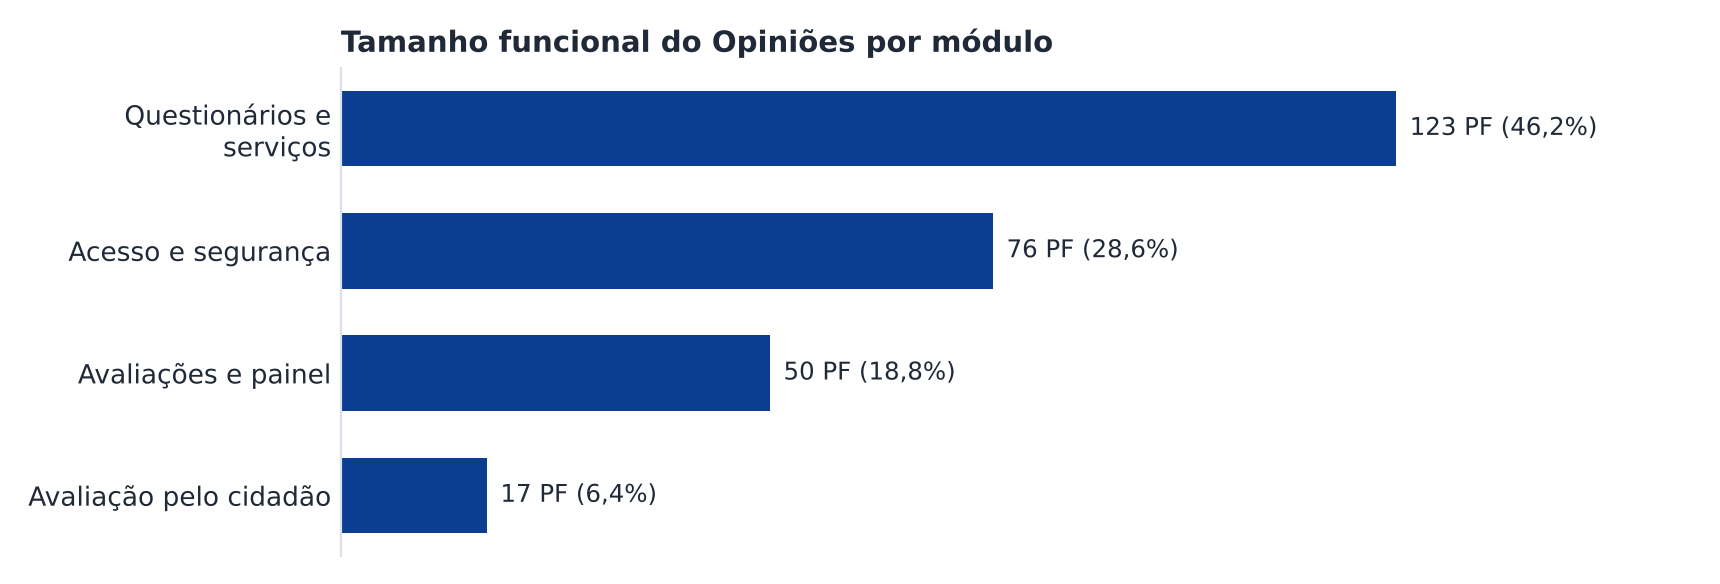 Tamanho funcional do Opiniões por módulo
Questionários e
serviços
123 PF (46,2%)
Acesso e segurança
76 PF (28,6%)
Avaliações e painel
50 PF (18,8%)
Avaliação pelo cidadão
17 PF (6,4%)